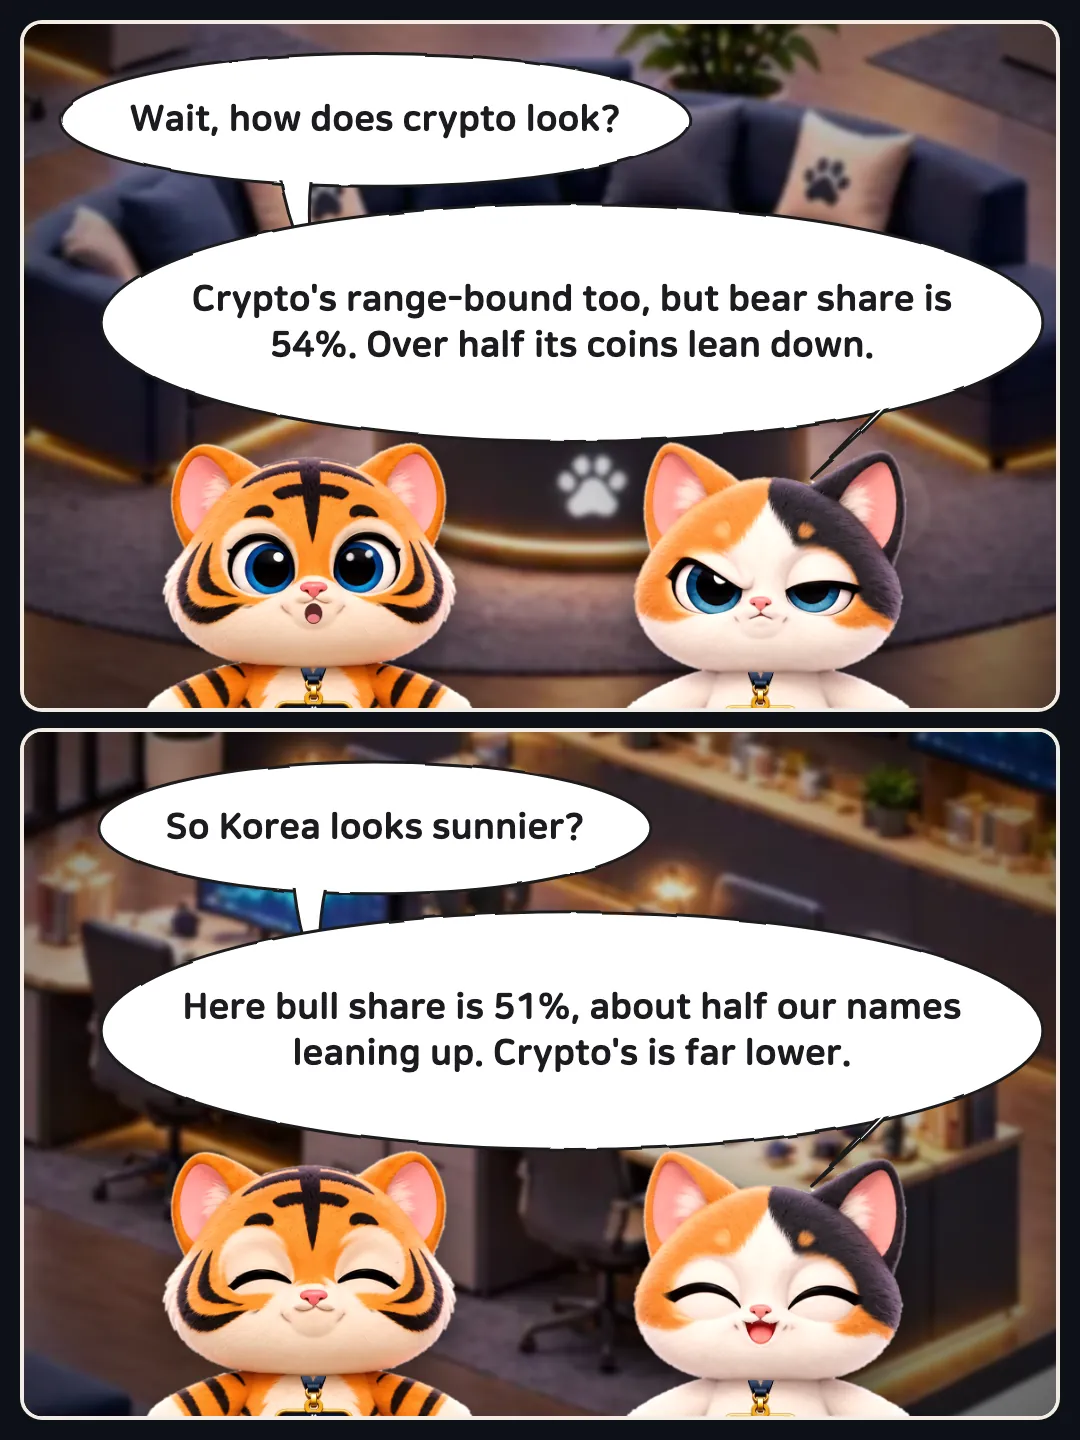 Wait, how does crypto look?
Crypto's range-bound too, but bear share is
54%. Over half its coins lean down.
So Korea looks sunnier?
Here bull share is 51%, about half our names
leaning up. Crypto's is far lower.